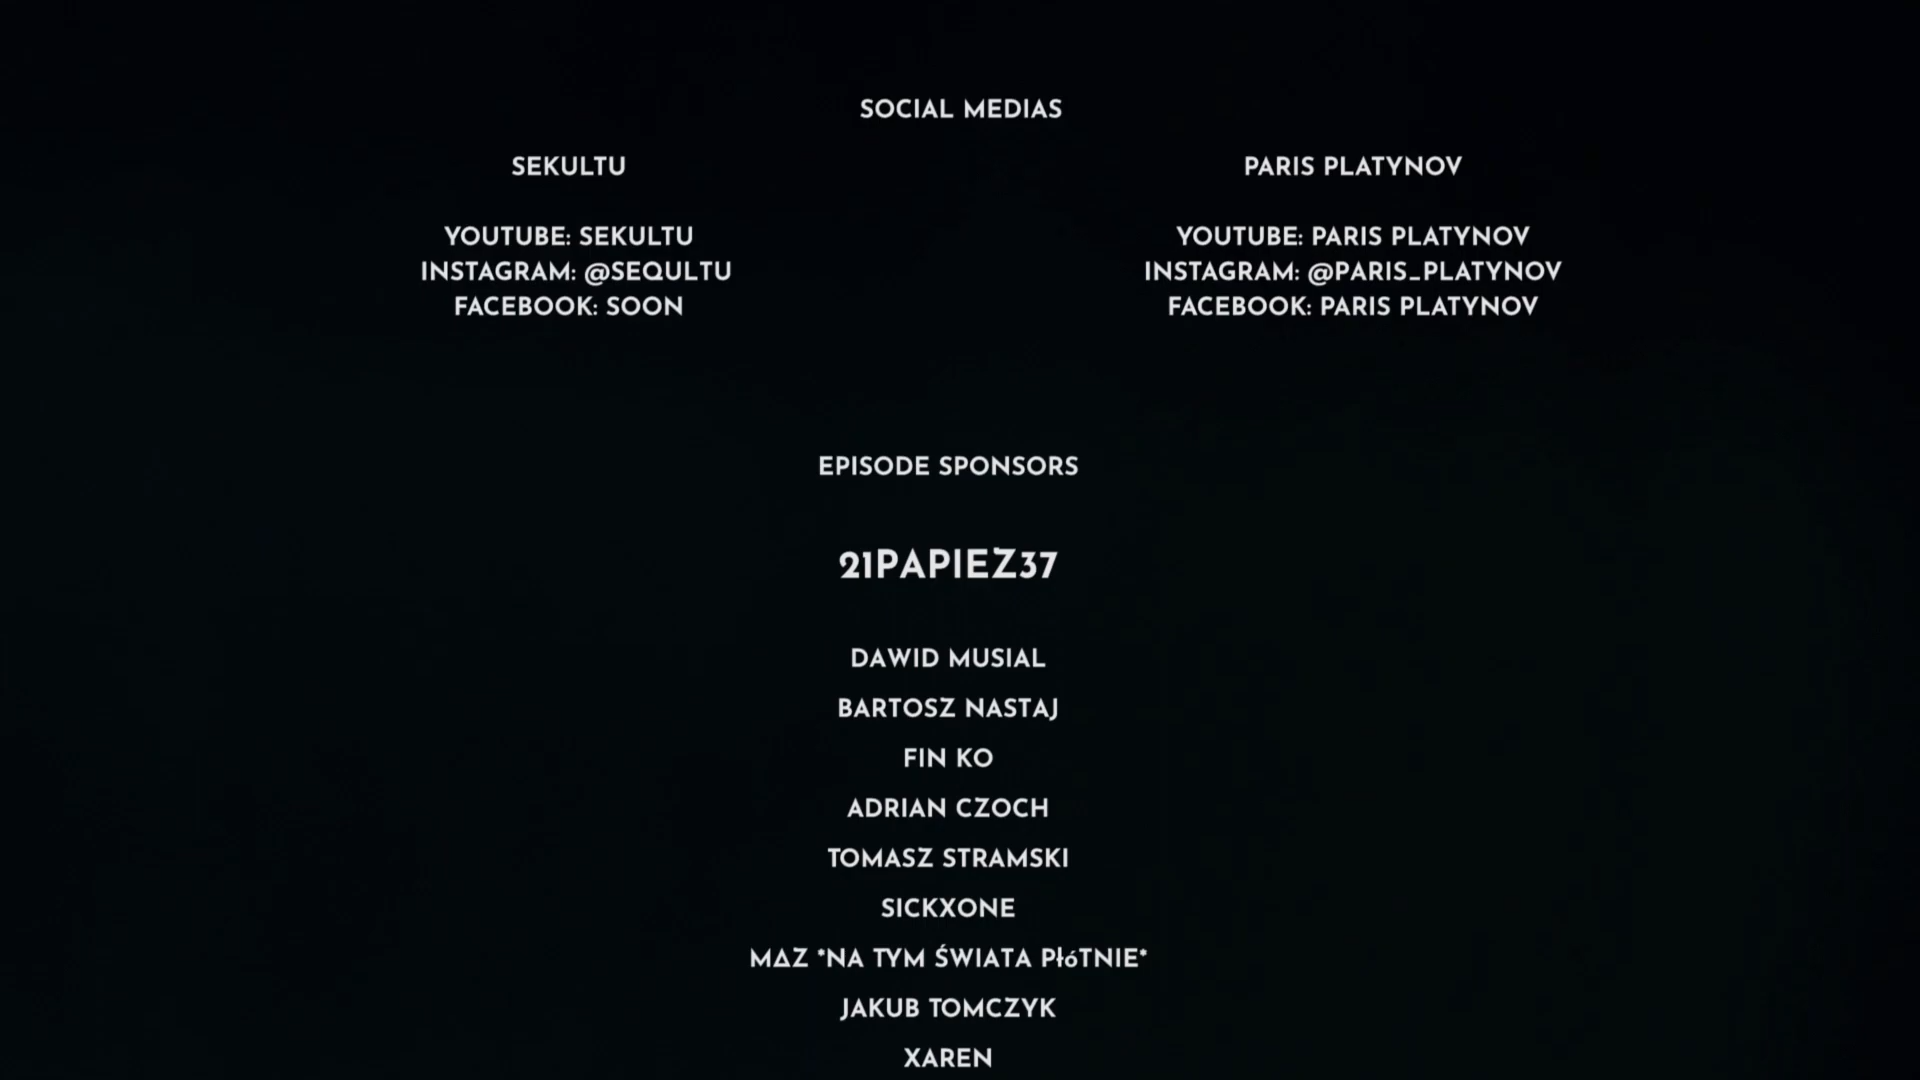 SOCIAL MEDIAS
SEKULTU
YOUTUBE: SEKULTU
INSTAGRAM: @SEQULTU
FACEBOOK: SOON
PARIS PLATYNOV
YOUTUBE: PARIS PLATYNOV
INSTAGRAM: @PARIS_PLATYNOV
FACEBOOK: PARIS PLATYNOV
EPISODE SPONSORS
21PAPIEZ37
DAWID MUSIAL
BARTOSZ NASTAJ
FIN KO
ADRIAN CZOCH
TOMASZ STRAMSKI
SICKXONE
MΔZ *NA TYM ŚWIATA PłóTNIE*
JAKUB TOMCZYK
XAREN